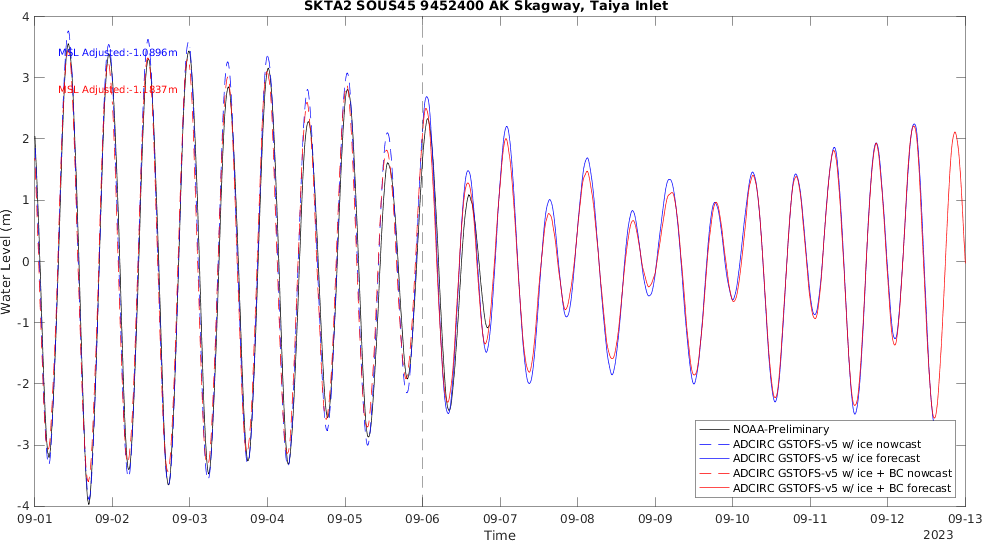 SKTA2 SOUS45 9452400 AK Skagway, Taiya Inlet
4
3
2
1
0
-1
-2
-3
-4
Water Level (m)
MSL Adjusted:-1.0896m
MSL Adjusted:-1.1837m
NOAA-Preliminary
ADCIRC GSTOFS-v5 w/ ice nowcast
ADCIRC GSTOFS-v5 w/ ice forecast
ADCIRC GSTOFS-v5 w/ ice + BC nowcast
ADCIRC GSTOFS-v5 w/ ice + BC forecast
09-01 09-02 09-03 09-04 09-05 09-06 09-07 09-08 09-09 09-10 09-11 09-12 09-13
Time
2023